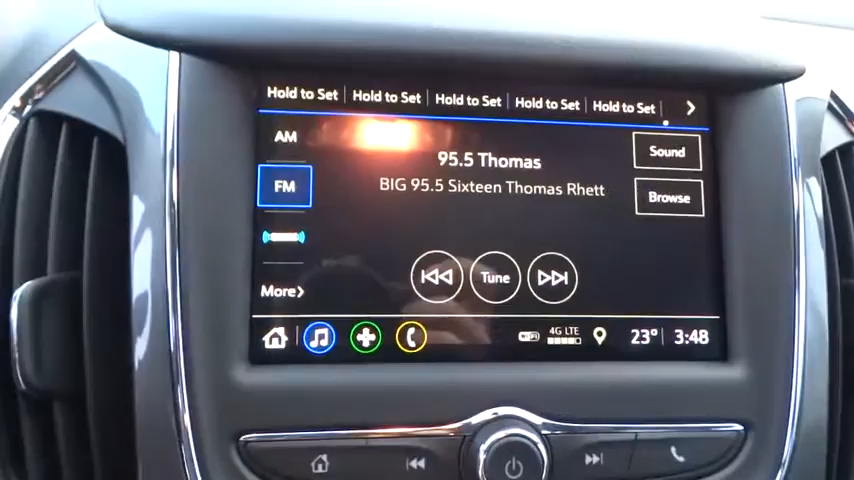 Hold to Set Hold to Set Hold to Set Hold to Set Hold to Set
AM
95.5 Thomas
Sound
FM
BIG 95.5 Sixteen Thomas Rhett
Browse
Tune
More
WiFi 4G LTE 23° 3:48